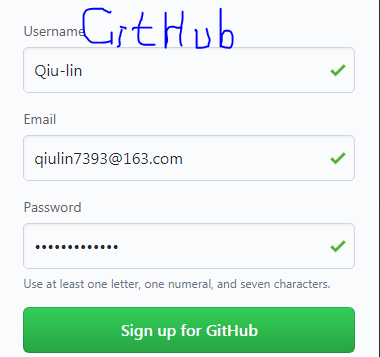 Username
GitHub
Qiu-lin
Email
qiulin7393@163.com
Password
•••••••••••••
Use at least one letter, one numeral, and seven characters.
Sign up for GitHub